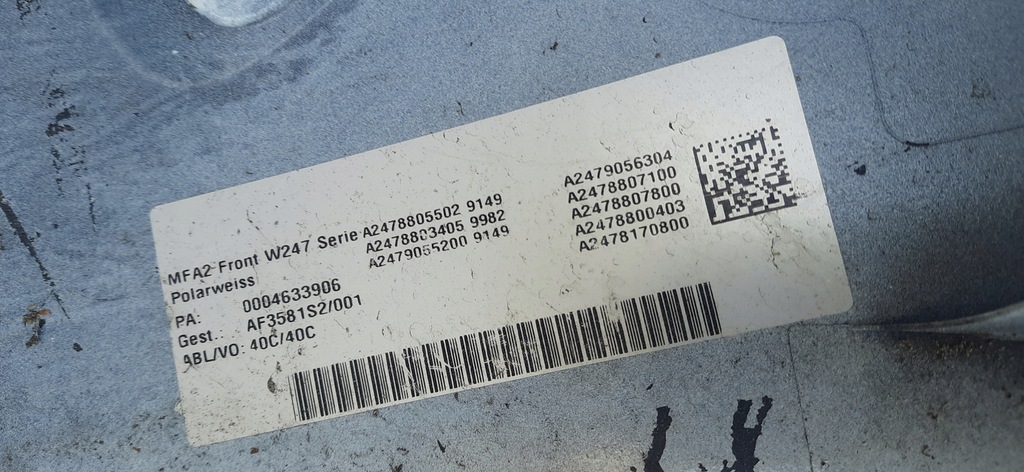 MFA2 Front W247 Serie A2478805502 9149 A2479056304
Polarweiss A2478803405 9982 A2478807100
A2479055200 9149 A2478807800
PA: 0004633906 A2478800403
Gest.: AF3581S2/001 A2478170800
ABL/VO: 40C/40C